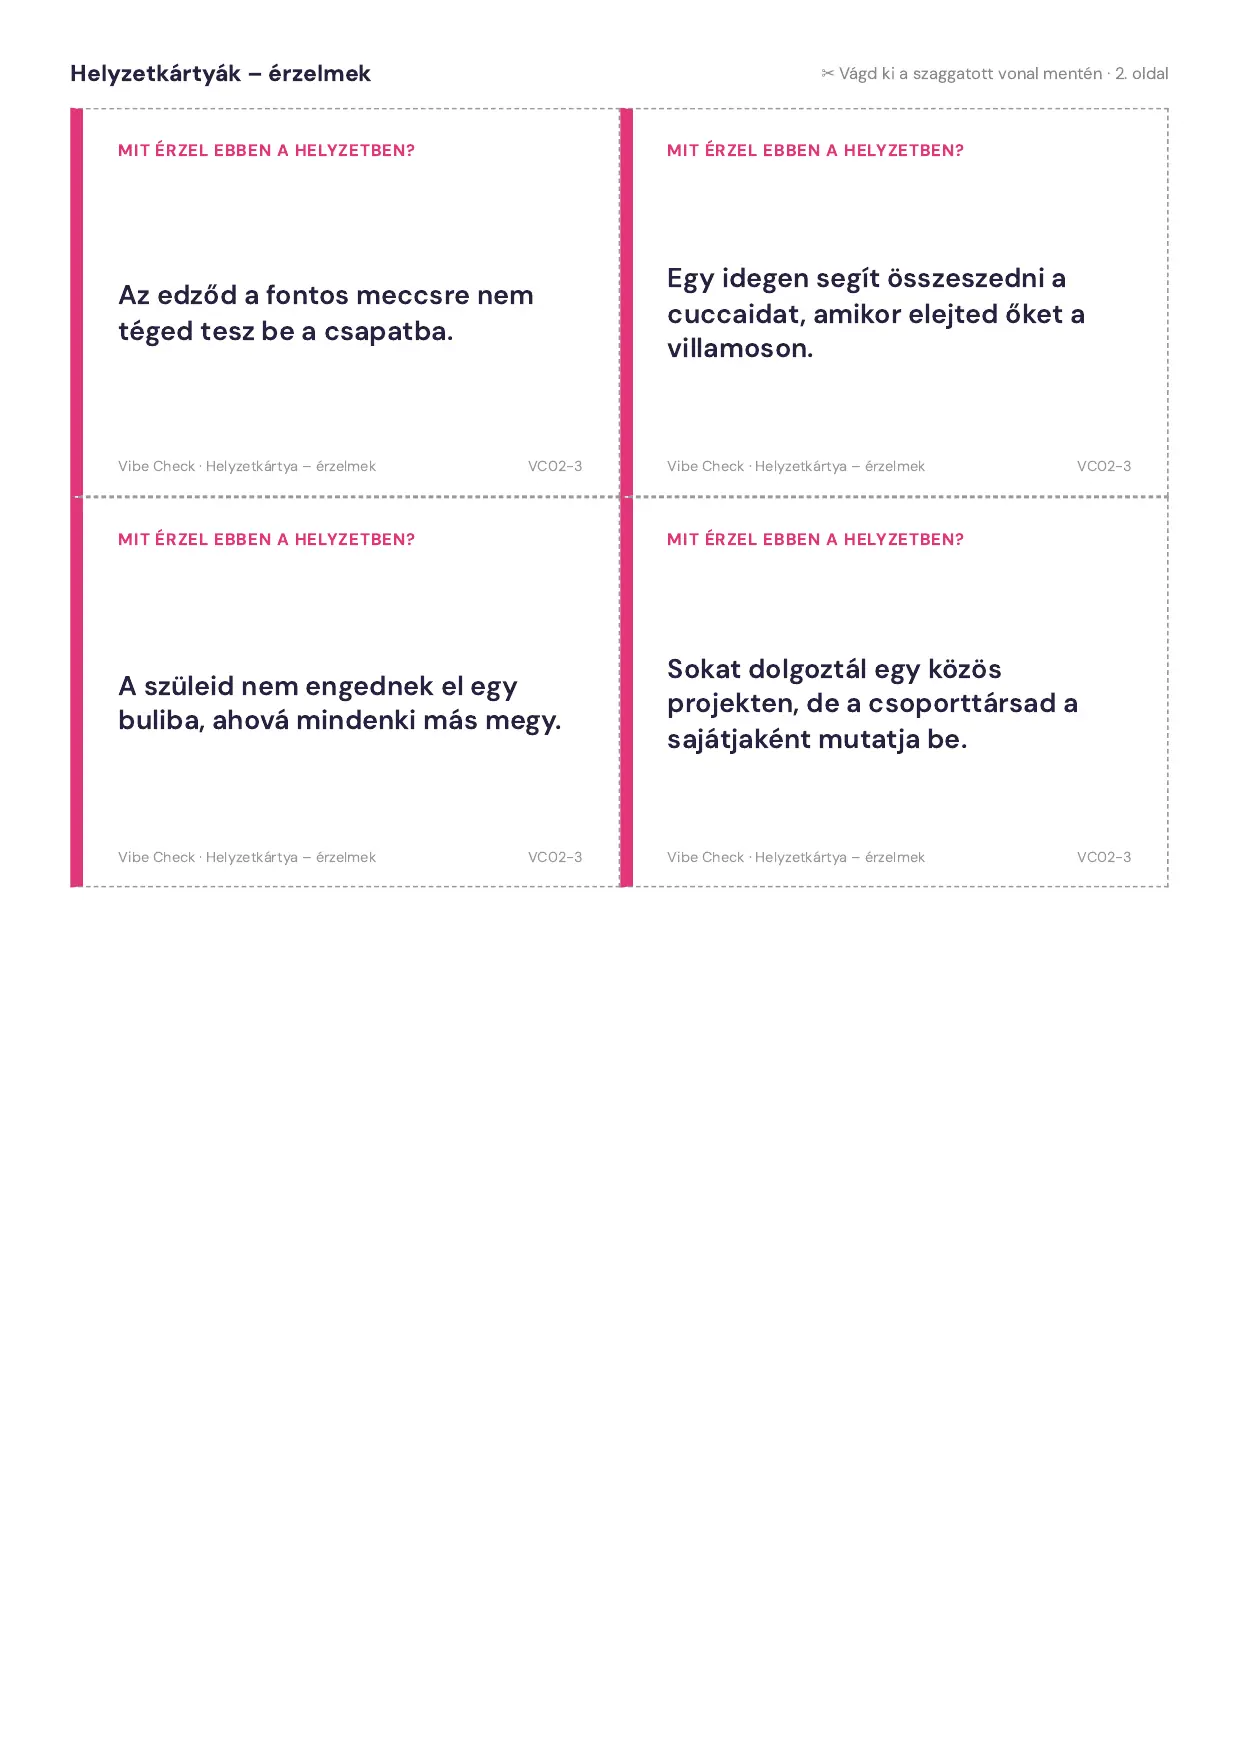 Helyzetkártyák – érzelmek
✂ Vágd ki a szaggatott vonal mentén · 2. oldal
MIT ÉRZEL EBBEN A HELYZETBEN?
Az edződ a fontos meccsre nem
téged tesz be a csapatba.
Vibe Check · Helyzetkártya – érzelmek
VC02-3
MIT ÉRZEL EBBEN A HELYZETBEN?
Egy idegen segít összeszedni a
cuccaidat, amikor elejted őket a
villamoson.
Vibe Check · Helyzetkártya – érzelmek
VC02-3
MIT ÉRZEL EBBEN A HELYZETBEN?
A szüleid nem engednek el egy
buliba, ahová mindenki más megy.
Vibe Check · Helyzetkártya – érzelmek
VC02-3
MIT ÉRZEL EBBEN A HELYZETBEN?
Sokat dolgoztál egy közös
projekten, de a csoporttársad a
sajátjaként mutatja be.
Vibe Check · Helyzetkártya – érzelmek
VC02-3